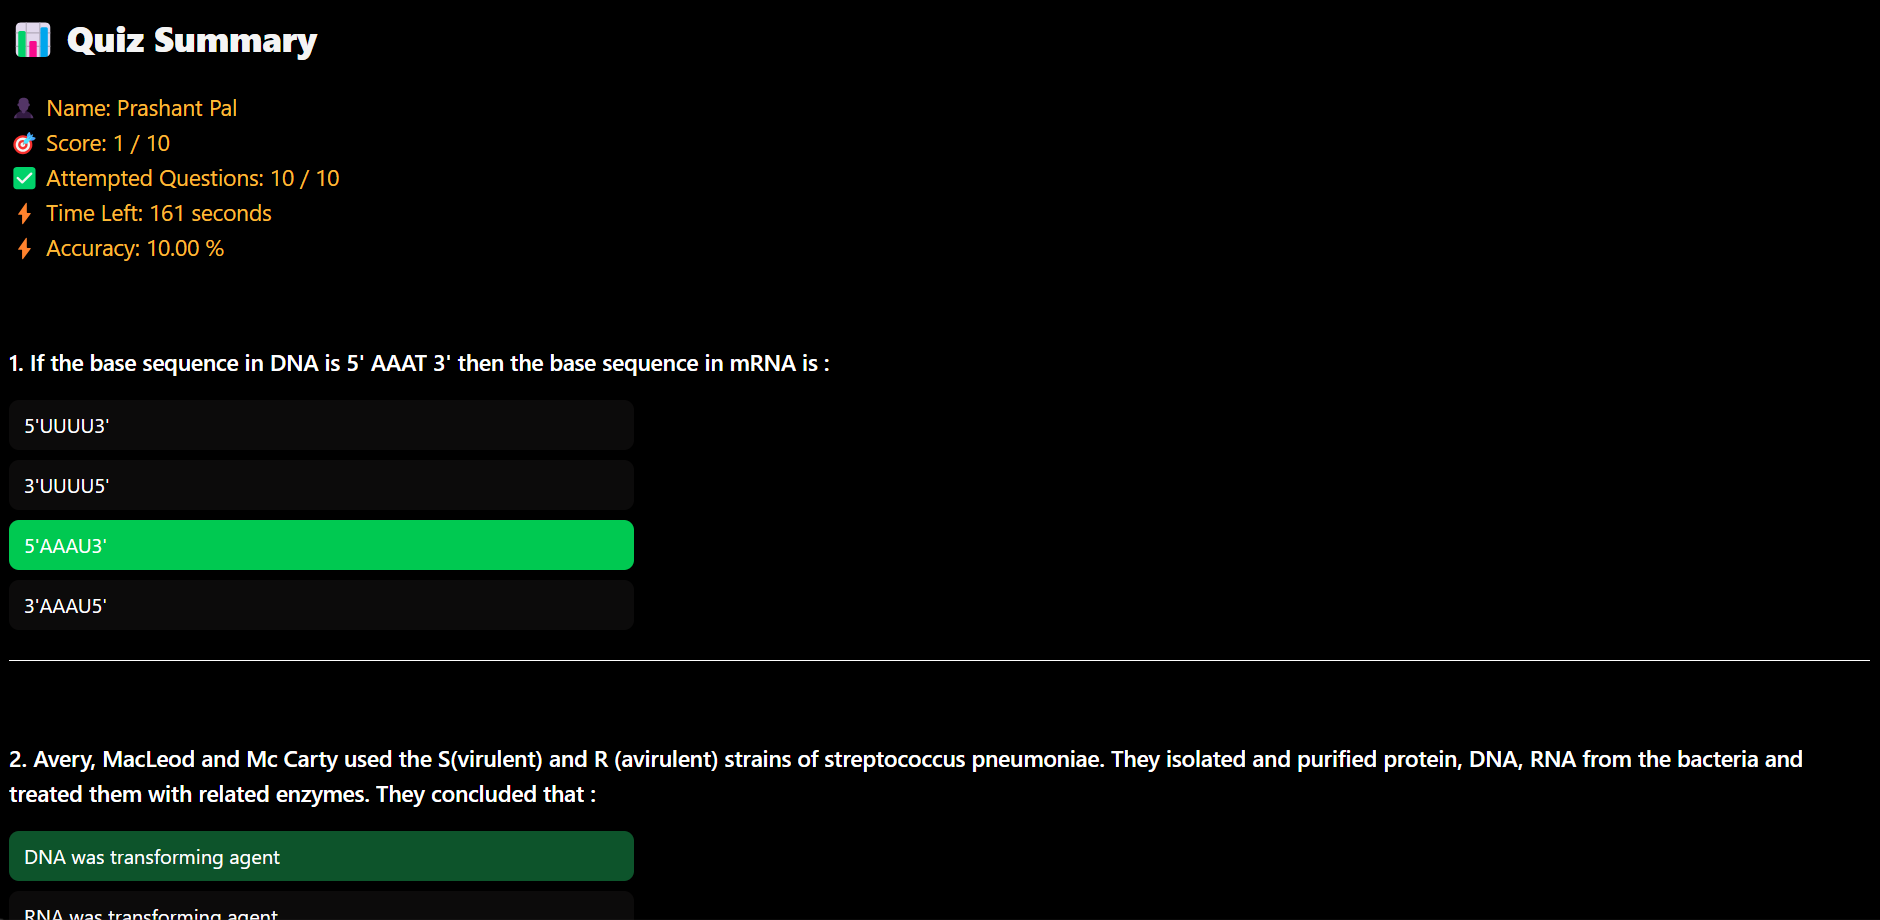 Quiz Summary
Name: Prashant Pal
Score: 1 / 10
Attempted Questions: 10 / 10
Time Left: 161 seconds
Accuracy: 10.00 %
1. If the base sequence in DNA is 5' AAAT 3' then the base sequence in mRNA is :
5'UUUU3'
3'UUUU5'
5'AAAU3'
3'AAAU5'
2. Avery, MacLeod and Mc Carty used the S(virulent) and R (avirulent) strains of streptococcus pneumoniae. They isolated and purified protein, DNA, RNA from the bacteria and
treated them with related enzymes. They concluded that :
DNA was transforming agent
RNA was transforming agent